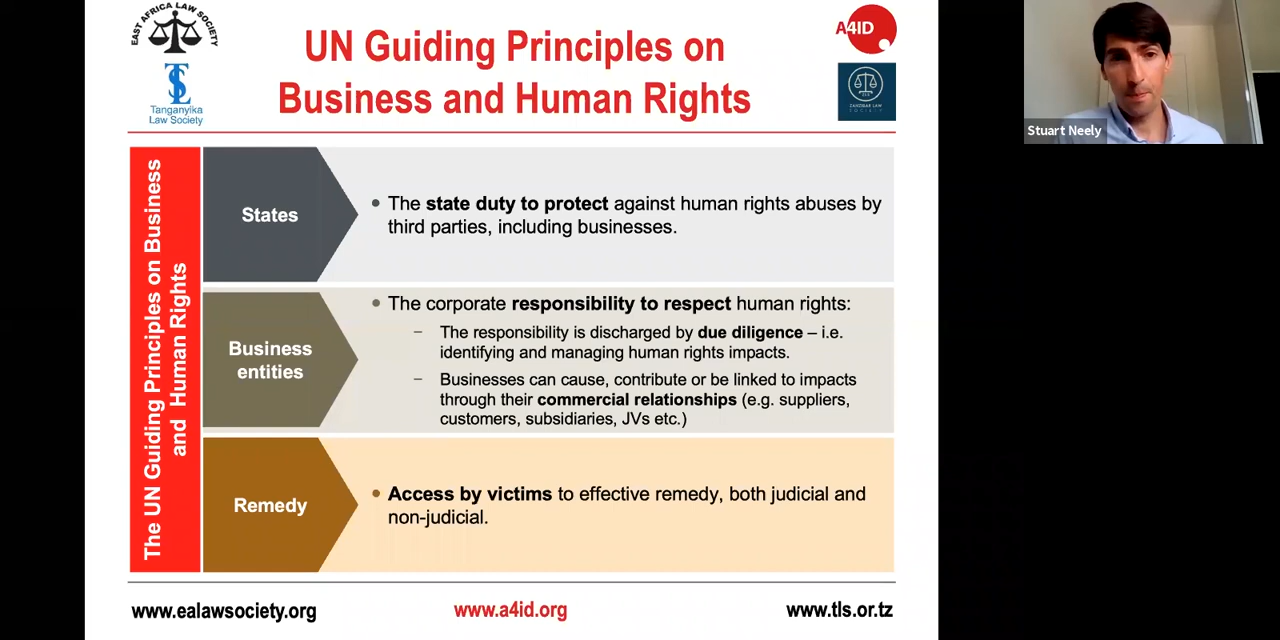 EAST AFRICA LAW SOCIETY
Tanganyika
Law Society
UN Guiding Principles on
Business and Human Rights
A4ID
ZANZIBAR LAW
SOCIETY
Stuart Neely
The UN Guiding Principles on Business
and Human Rights
States
• The state duty to protect against human rights abuses by
third parties, including businesses.
Business
entities
• The corporate responsibility to respect human rights:
– The responsibility is discharged by due diligence – i.e.
identifying and managing human rights impacts.
– Businesses can cause, contribute or be linked to impacts
through their commercial relationships (e.g. suppliers,
customers, subsidiaries, JVs etc.)
Remedy
• Access by victims to effective remedy, both judicial and
non-judicial.
www.ealawsociety.org
www.a4id.org
www.tls.or.tz